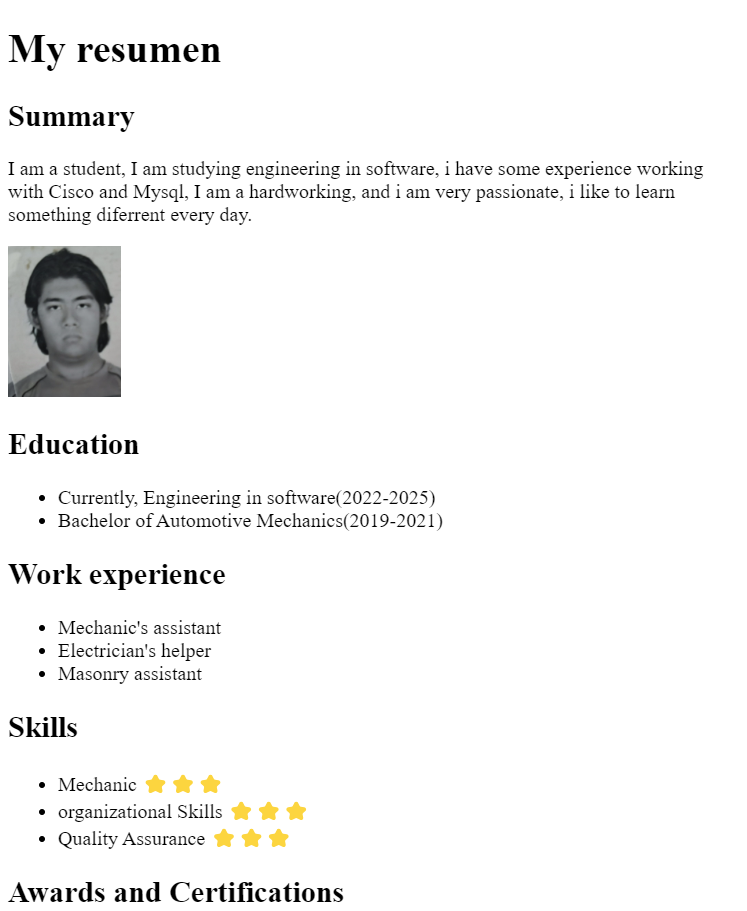 My resumen
Summary
I am a student, I am studying engineering in software, i have some experience working
with Cisco and Mysql, I am a hardworking, and i am very passionate, i like to learn
something diferrent every day.
Education
Currently, Engineering in software(2022-2025)
Bachelor of Automotive Mechanics(2019-2021)
Work experience
Mechanic's assistant
Electrician's helper
Masonry assistant
Skills
Mechanic
organizational Skills
Quality Assurance
Awards and Certifications